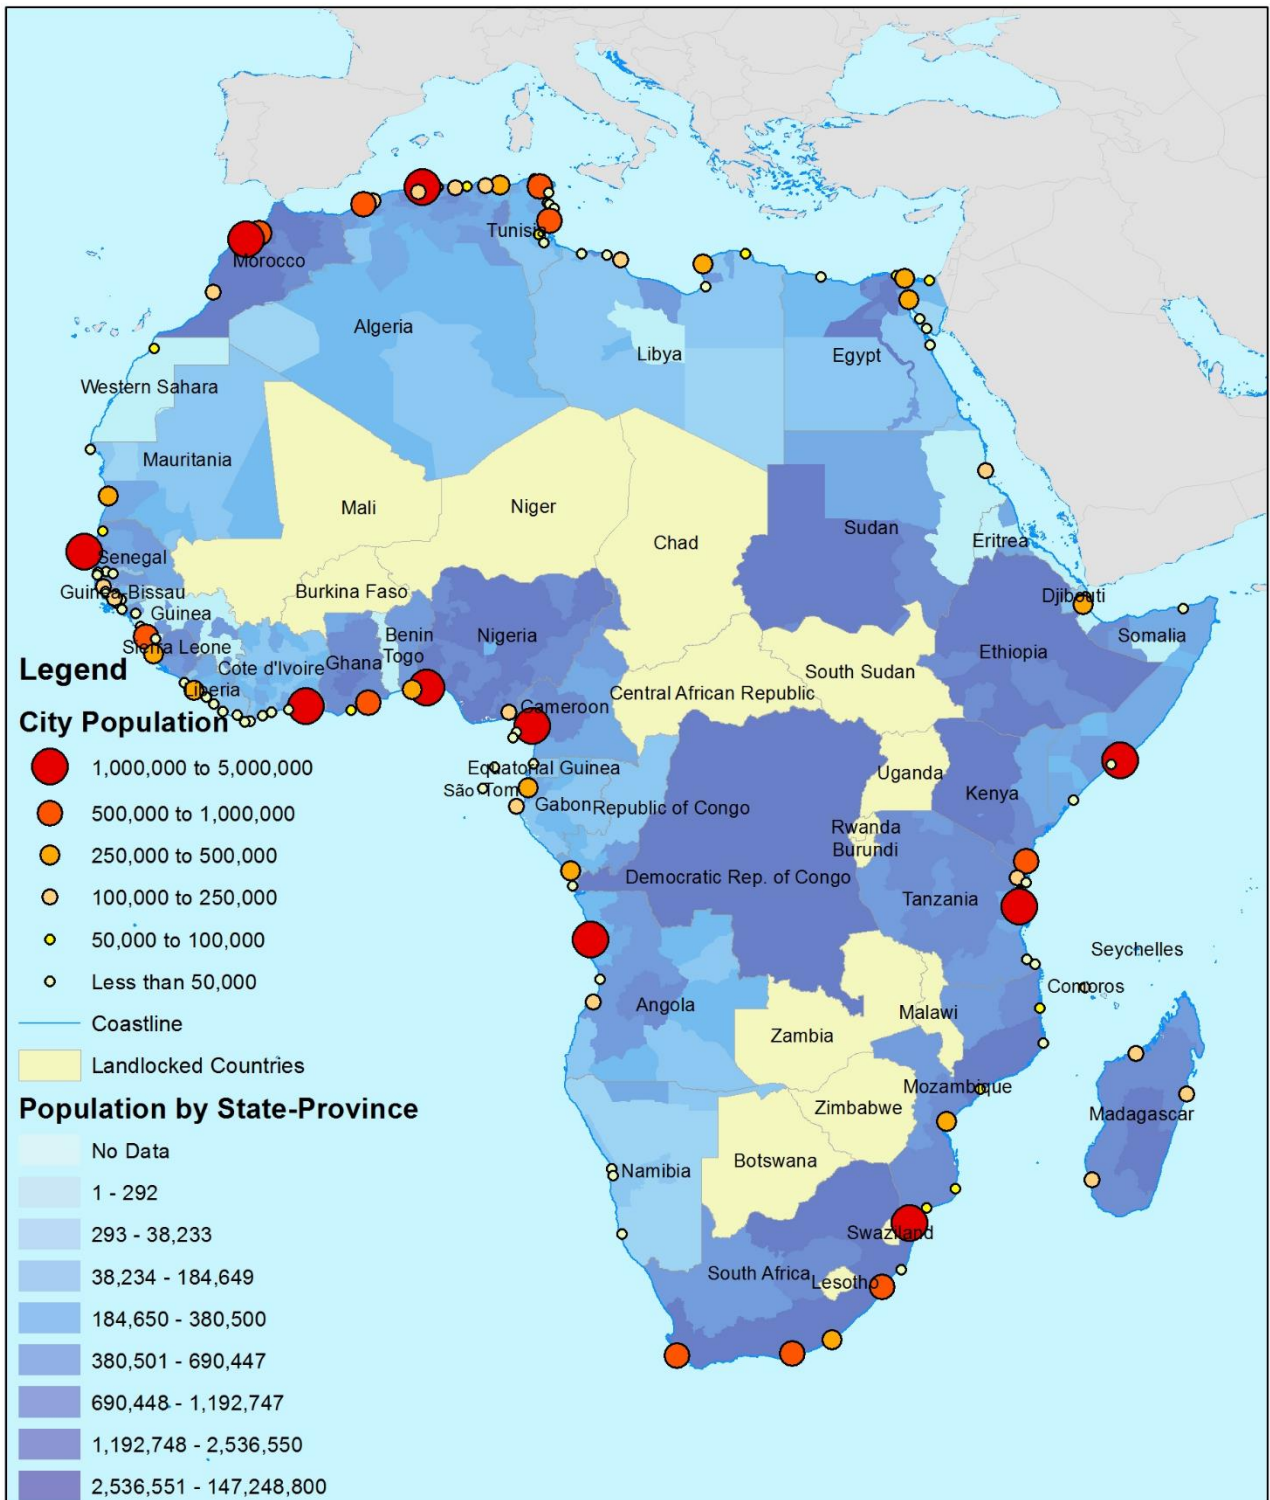 Tunisia
Morocco
Algeria
Libya
Egypt
Western Sahara
Mauritania
Mali
Niger
Chad
Sudan
Eritrea
Senegal
Guinea-Bissau
Burkina Faso
Djibouti
Guinea
Benin
Nigeria
Somalia
Sierra Leone
Togo
Ethiopia
Côte d'Ivoire
Ghana
South Sudan
Liberia
Central African Republic
Cameroon
Equatorial Guinea
Uganda
São Tom
Gabon
Republic of Congo
Kenya
Rwanda
Burundi
Democratic Rep. of Congo
Tanzania
Seychelles
Comoros
Angola
Malawi
Zambia
Mozambique
Zimbabwe
Madagascar
Botswana
Namibia
Swaziland
South Africa
Lesotho
Legend
City Population
1,000,000 to 5,000,000
500,000 to 1,000,000
250,000 to 500,000
100,000 to 250,000
50,000 to 100,000
Less than 50,000
Coastline
Landlocked Countries
Population by State-Province
No Data
1 - 292
293 - 38,233
38,234 - 184,649
184,650 - 380,500
380,501 - 690,447
690,448 - 1,192,747
1,192,748 - 2,536,550
2,536,551 - 147,248,800